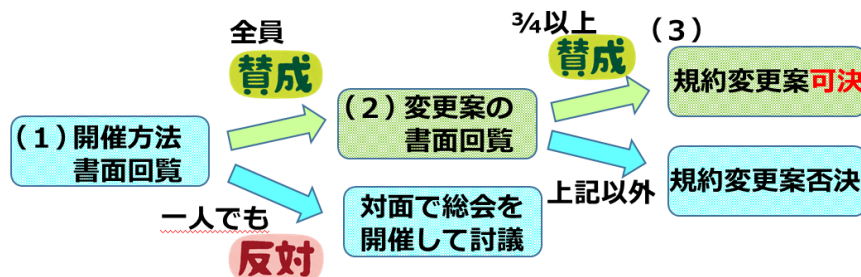 全員
賛成
¾以上
賛成
（３）
規約変更案可決
（１）開催方法
書面回覧
（２）変更案の
書面回覧
一人でも
反対
対面で総会を
開催して討議
上記以外
規約変更案否決